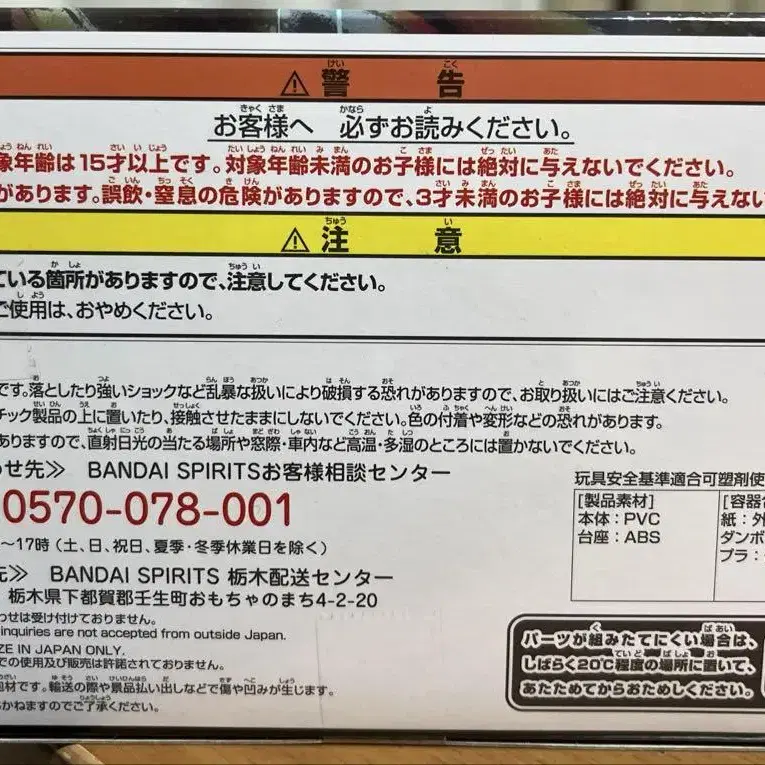 ⚠ 警告
お客様へ 必ずお読みください。
象年齢は15才以上です。対象年齢未満のお子様には絶対に与えないでください。
があります。誤飲・窒息の危険がありますので、3才未満のお子様には絶対に与えない
⚠ 注意
ている箇所がありますので、注意してください。
ご使用は、おやめください。
です。落としたり強いショックなど乱暴な扱いにより破損する恐れがありますので、お取り扱いにはご注意ください。
チック製品の上に置いたり、接触させたままにしないでください。色の付着や変形などの恐れがあります。
ありますので、直射日光の当たる場所や窓際・車内など高温・多湿のところには置かないでください。
わせ先≫ BANDAI SPIRITSお客様相談センター
0570-078-001
～17時（土、日、祝日、夏季・冬季休業日を除く）
先≫ BANDAI SPIRITS 栃木配送センター
栃木県下都賀郡壬生町おもちゃのまち4-2-20
わせは受け付けておりません。
inquiries are not accepted from outside Japan.
ZE IN JAPAN ONLY.
での使用及び販売は許諾されておりません。
包材です。輸送の際や景品払い出しなどで傷や凹みが生じます。
かねますのでご了承ください。
玩具安全基準適合可塑剤使
[製品素材]
本体：PVC
台座：ABS
[容器包
紙：外
ダンボ
プラ：
パーツが組みたてにくい場合は、
しばらく20℃程度の場所に置いて、
あたためてからおためしください。